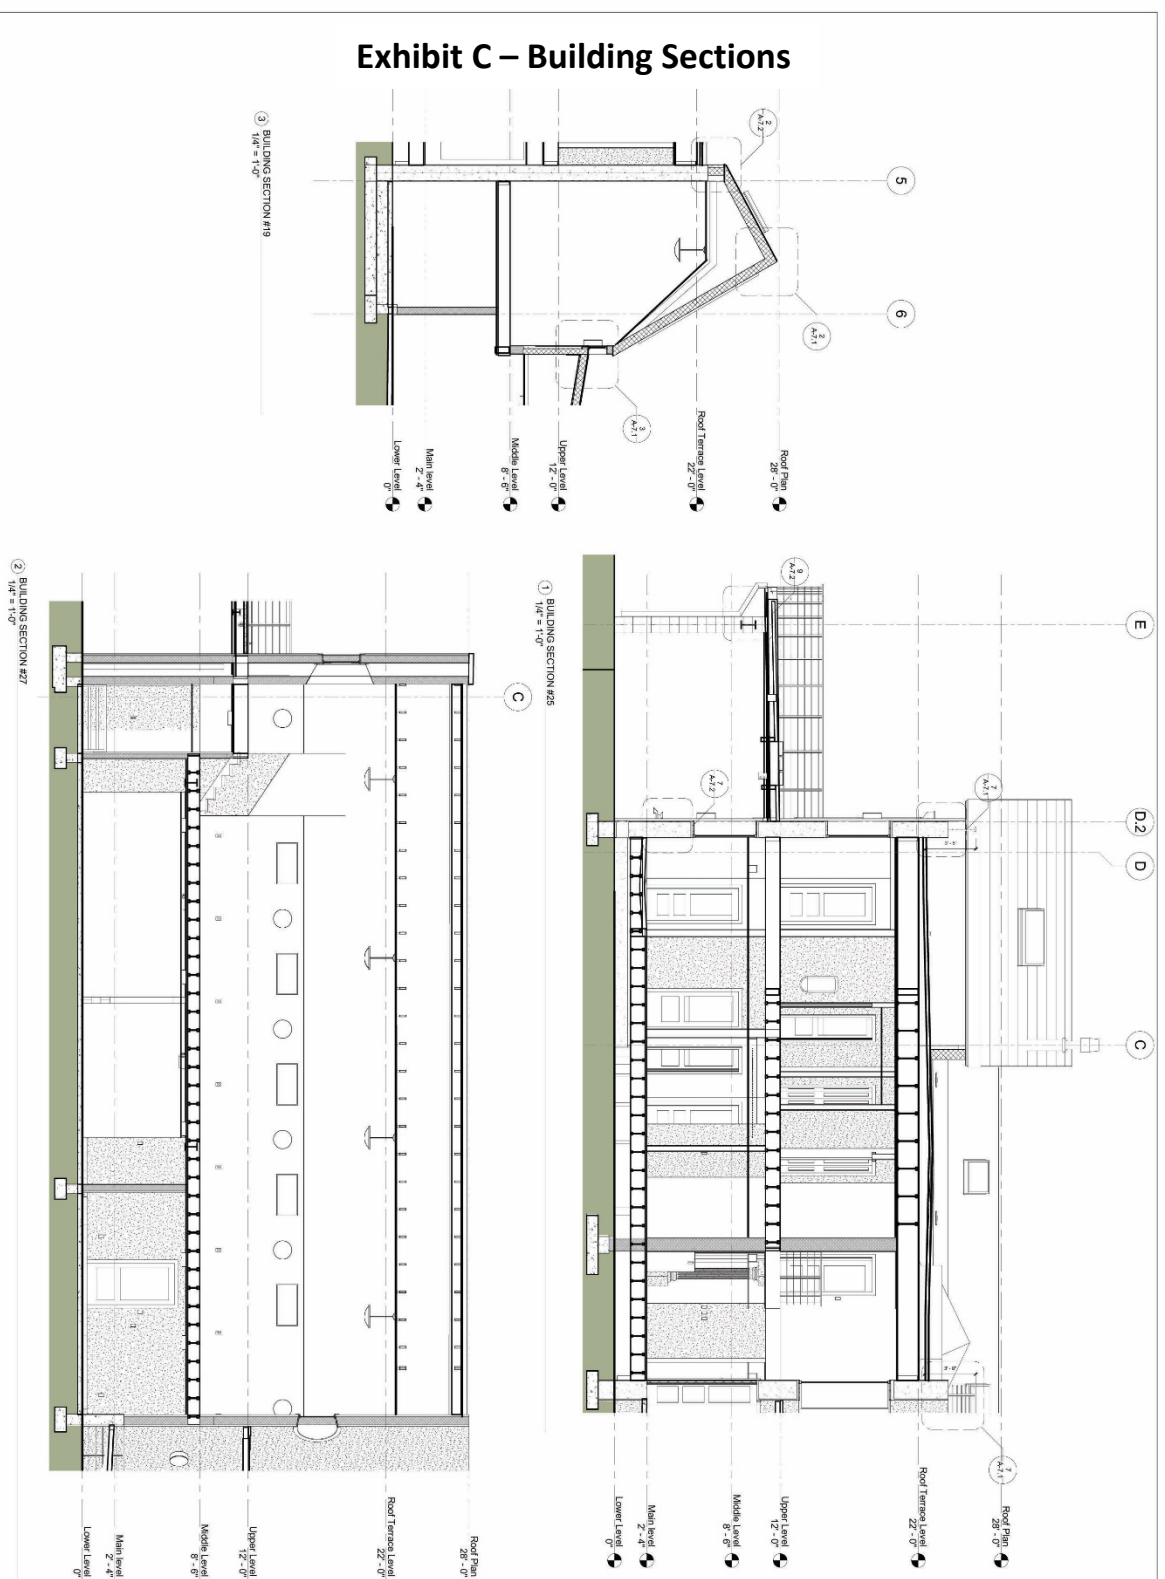 Exhibit C – Building Sections
3
BUILDING SECTION #19
1/4" = 1'-0"
2
A-7.2
5
2
A-7.1
6
3
A-7.1
Roof Plan
28' - 0"
Roof Terrace Level
22' - 0"
Upper Level
12' - 0"
Middle Level
8' - 6"
Main level
2' - 4"
Lower Level
0"
1
BUILDING SECTION #25
1/4" = 1'-0"
9
A-7.2
E
7
A-7.2
7
A-7.1
D.2
D
3' - 5"
C
3' - 8"
7
A-7.1
Roof Plan
28' - 0"
Roof Terrace Level
22' - 0"
Upper Level
12' - 0"
Middle Level
8' - 6"
Main level
2' - 4"
Lower Level
0"
2
BUILDING SECTION #27
1/4" = 1'-0"
C
Roof Plan
28' - 0"
Roof Terrace Level
22' - 0"
Upper Level
12' - 0"
Middle Level
8' - 6"
Main level
2' - 4"
Lower Level
0"